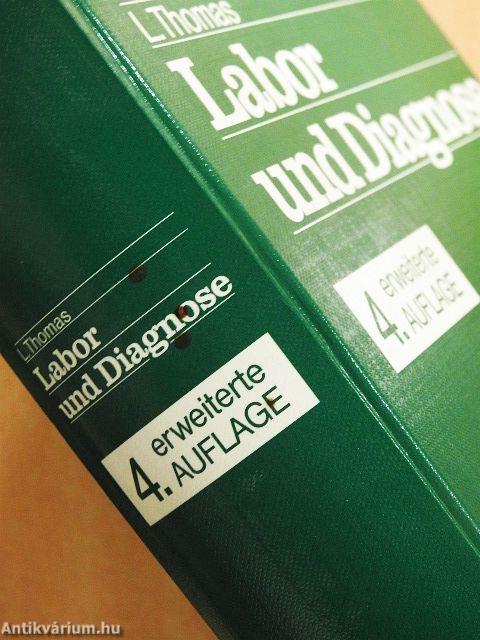 L. Thomas
Labor
und Diagnose
4. erweiterte
AUFLAGE
L. Thomas
Labor
und Diagnose
4. erweiterte
AUFLAGE
Antikvárium.hu